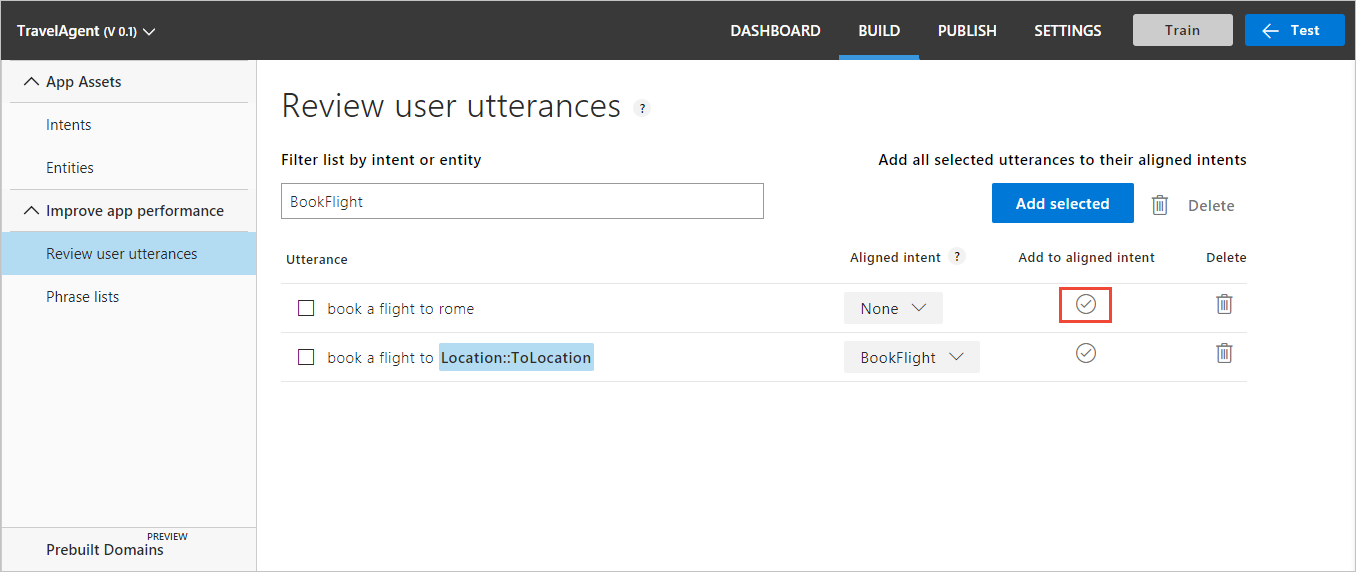 TravelAgent (V 0.1) DASHBOARD BUILD PUBLISH SETTINGS Train Test
App Assets
Intents
Entities
Improve app performance
Review user utterances
Phrase lists
PREVIEW
Prebuilt Domains
Review user utterances ?
Filter list by intent or entity Add all selected utterances to their aligned intents
BookFlight Add selected Delete
Utterance Aligned intent ? Add to aligned intent Delete
book a flight to rome None
book a flight to Location::ToLocation BookFlight